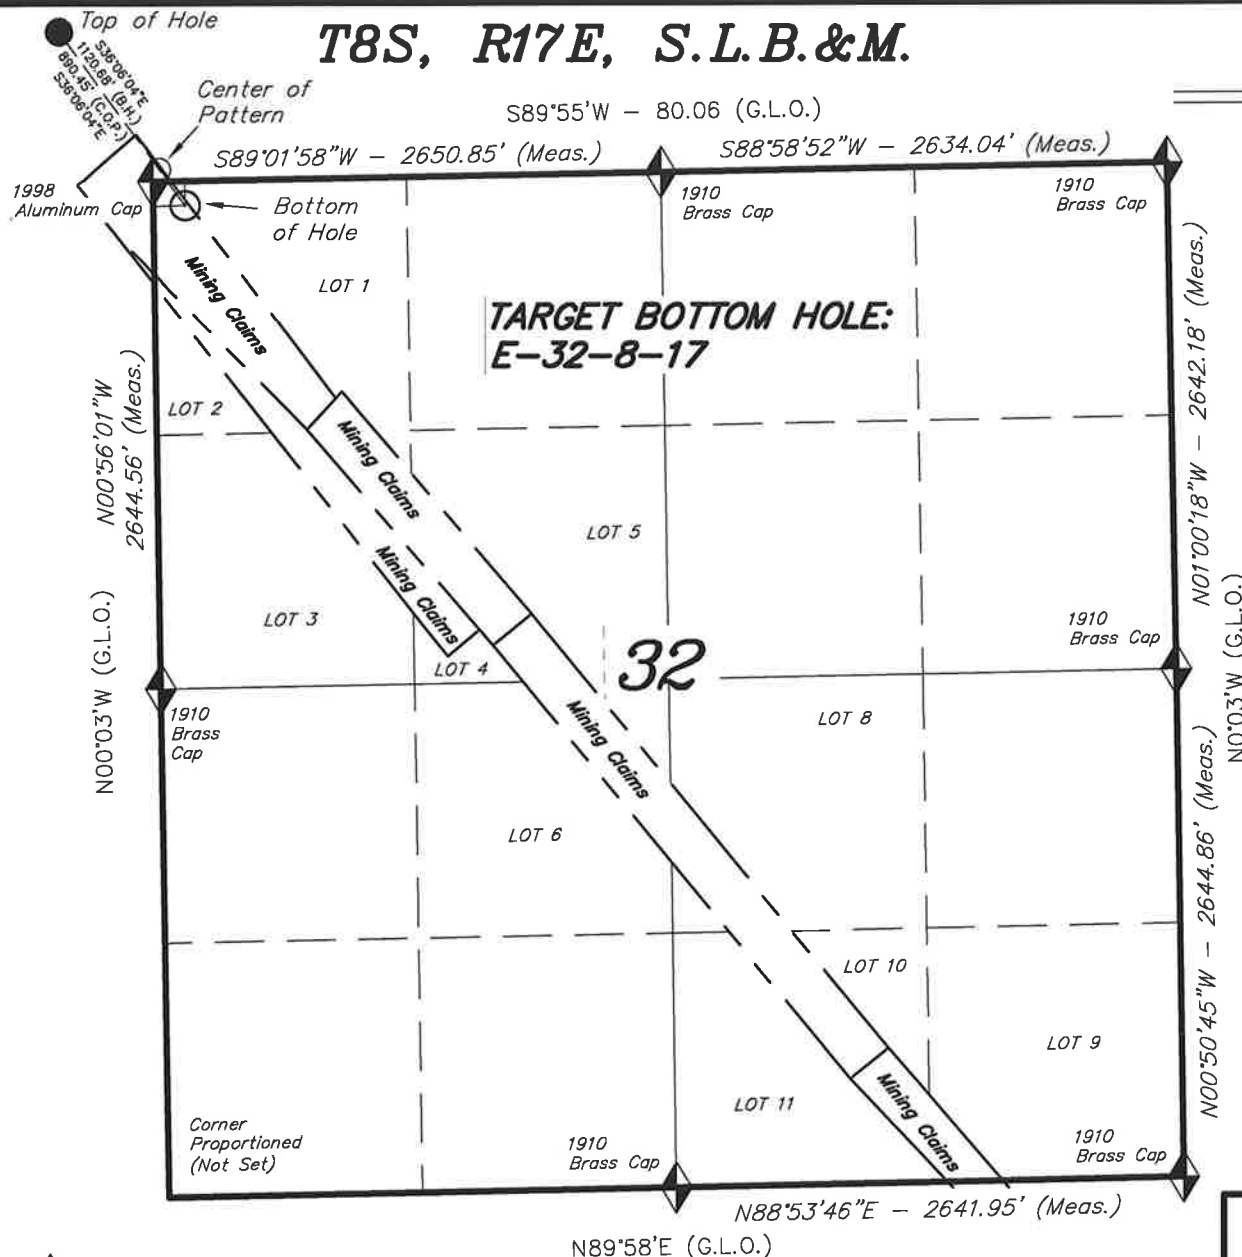 T8S, R17E, S.L.B.&M.
Top of Hole
S36°06'04"E
1120.68' (B.H.)
890.45' (C.O.P.)
S36°06'04"E
Center of
Pattern
S89°55'W - 80.06 (G.L.O.)
S89°01'58"W - 2650.85' (Meas.)
S88°58'52"W - 2634.04' (Meas.)
1998
Aluminum Cap
Bottom
of Hole
1910
Brass Cap
1910
Brass Cap
LOT 1
Mining Claims
TARGET BOTTOM HOLE:
E-32-8-17
N00°56'01"W
2644.56' (Meas.)
N01°00'18"W - 2642.18' (Meas.)
LOT 2
Mining Claims
LOT 5
Mining Claims
LOT 3
LOT 4
32
1910
Brass Cap
N00°03'W (G.L.O.)
N0°03'W (G.L.O.)
1910
Brass
Cap
Mining Claims
LOT 8
LOT 6
N00°50'45"W - 2644.86' (Meas.)
LOT 10
LOT 9
Mining Claims
LOT 11
Corner
Proportioned
(Not Set)
1910
Brass Cap
1910
Brass Cap
N88°53'46"E - 2641.95' (Meas.)
N89°58'E (G.L.O.)